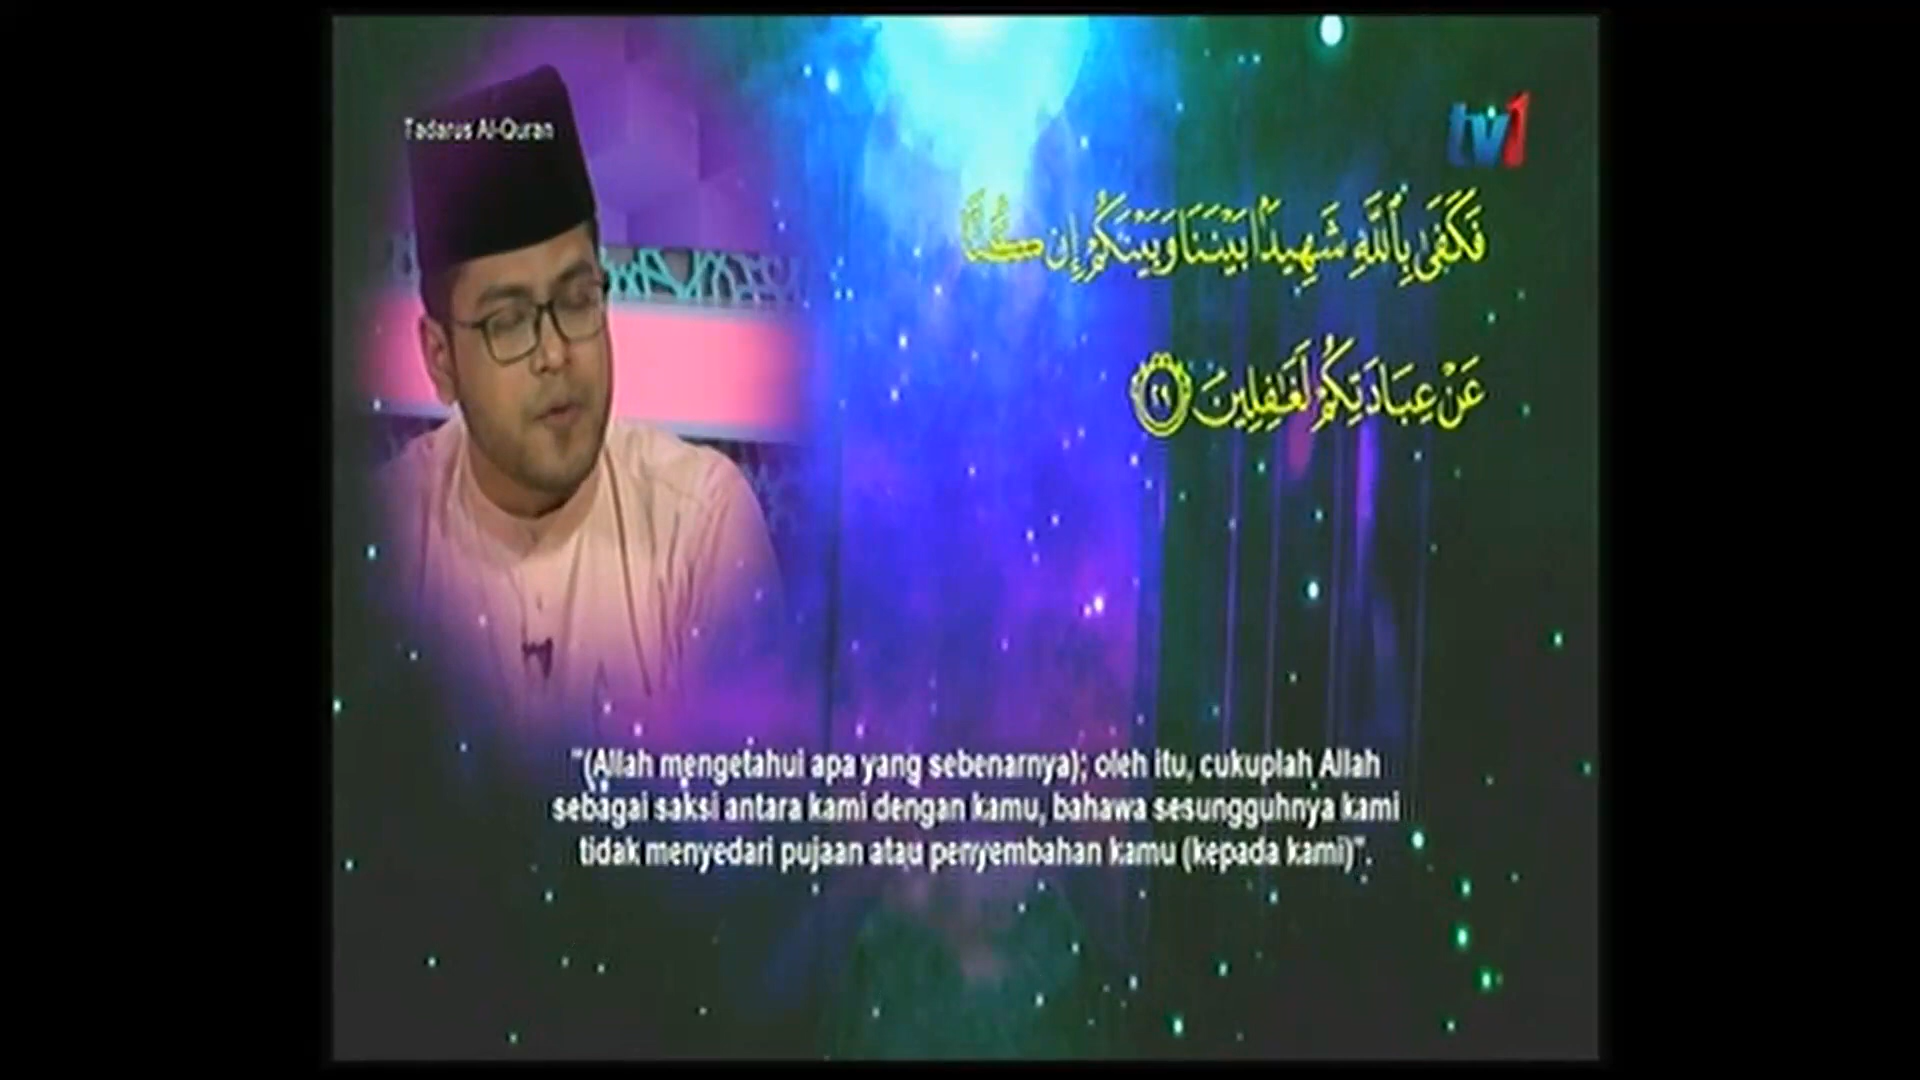 Tadarus Al-Quran
tv1
فَكَفَىٰ بِٱللَّهِ شَهِيدًۢا بَيْنَنَا وَبَيْنَكُمْ إِن كُنَّا
عَنْ عِبَادَتِكُمْ لَغَـٰفِلِينَ ٢٩
"(Allah mengetahui apa yang sebenarnya); oleh itu, cukuplah Allah
sebagai saksi antara kami dengan kamu, bahawa sesungguhnya kami
tidak menyedari pujaan atau penyembahan kamu (kepada kami)".